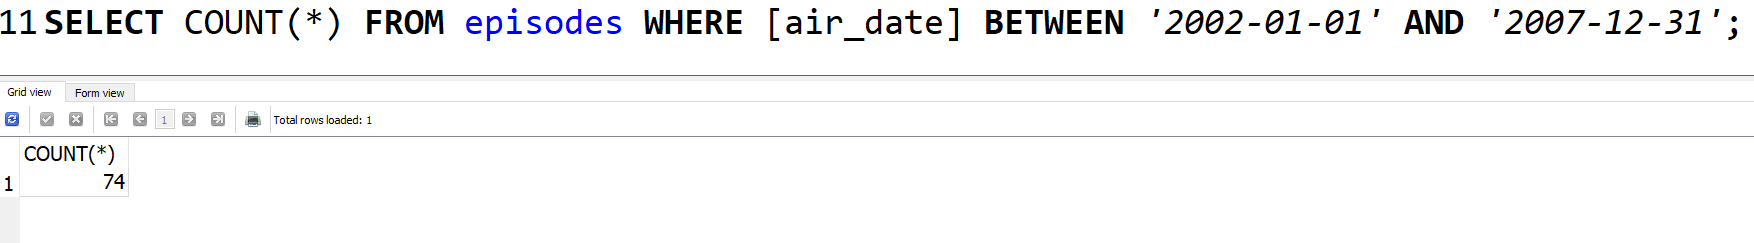 11 SELECT COUNT(*) FROM episodes WHERE [air_date] BETWEEN '2002-01-01' AND '2007-12-31';
Grid view Form view
1 Total rows loaded: 1
COUNT(*)
1 74